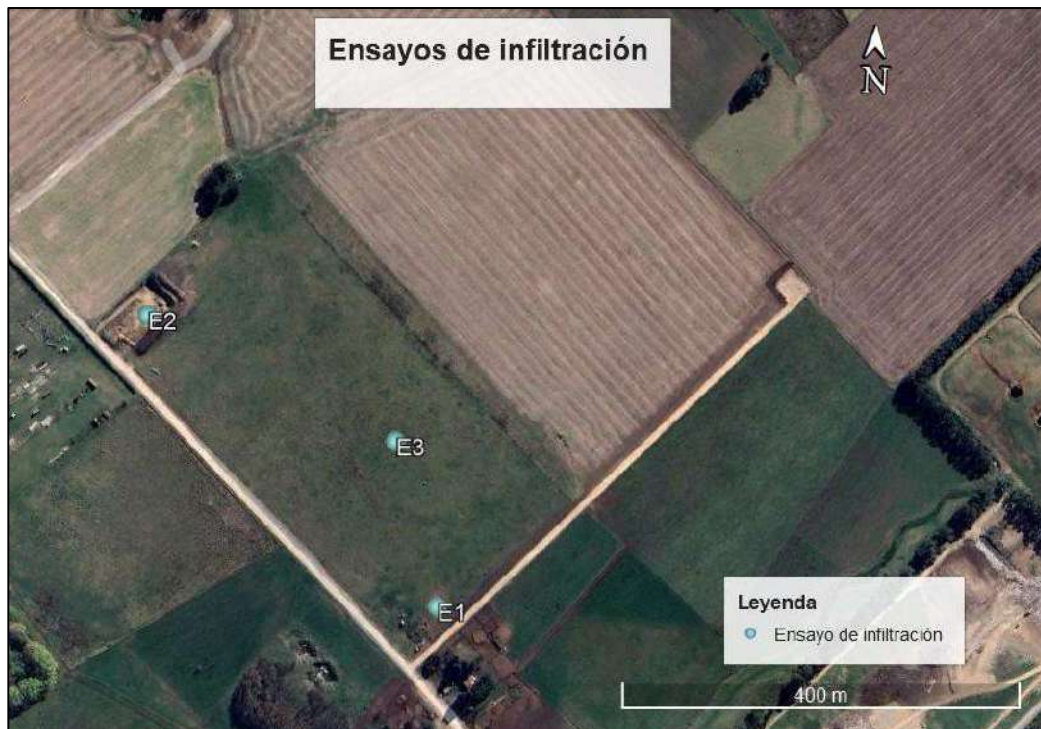 Ensayos de infiltración
N
E2
E3
E1
Leyenda
Ensayo de infiltración
400 m